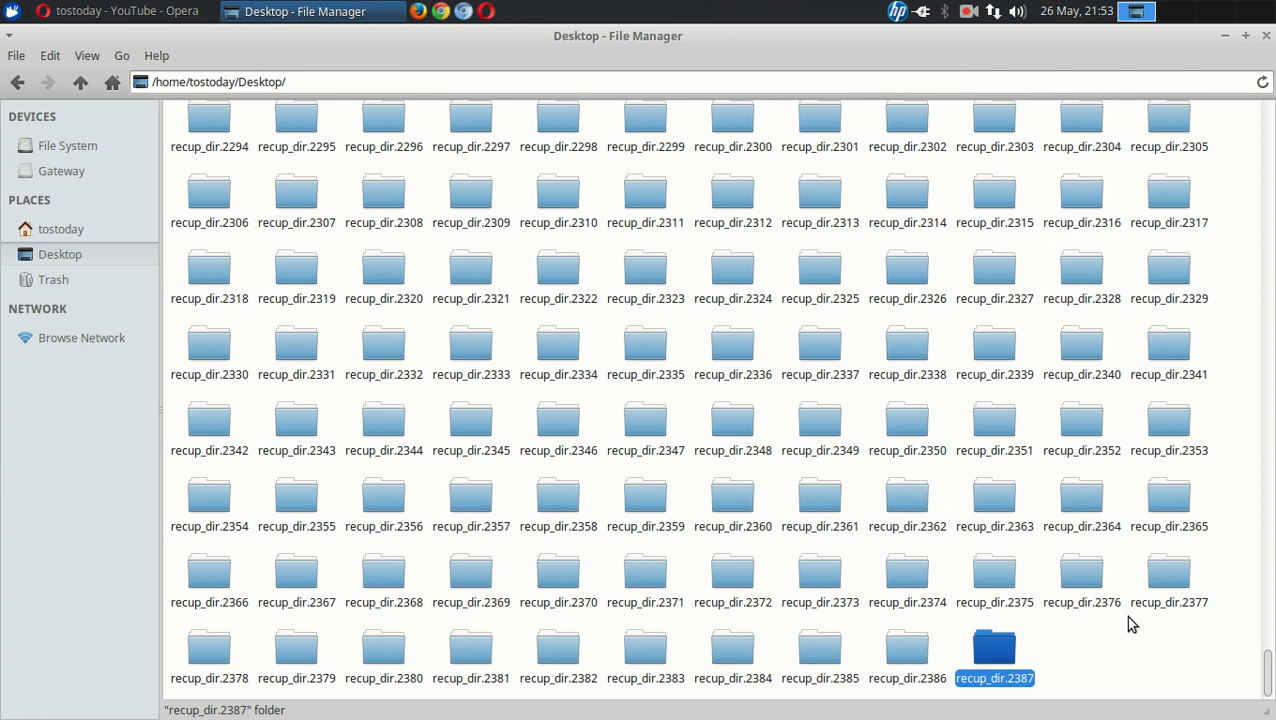 tostoday - YouTube - Opera
Desktop - File Manager
26 May, 21:53
Desktop - File Manager
File Edit View Go Help
/home/tostoday/Desktop/
DEVICES
File System
Gateway
PLACES
tostoday
Desktop
Trash
NETWORK
Browse Network
recup_dir.2294 recup_dir.2295 recup_dir.2296 recup_dir.2297 recup_dir.2298 recup_dir.2299 recup_dir.2300 recup_dir.2301 recup_dir.2302 recup_dir.2303 recup_dir.2304 recup_dir.2305
recup_dir.2306 recup_dir.2307 recup_dir.2308 recup_dir.2309 recup_dir.2310 recup_dir.2311 recup_dir.2312 recup_dir.2313 recup_dir.2314 recup_dir.2315 recup_dir.2316 recup_dir.2317
recup_dir.2318 recup_dir.2319 recup_dir.2320 recup_dir.2321 recup_dir.2322 recup_dir.2323 recup_dir.2324 recup_dir.2325 recup_dir.2326 recup_dir.2327 recup_dir.2328 recup_dir.2329
recup_dir.2330 recup_dir.2331 recup_dir.2332 recup_dir.2333 recup_dir.2334 recup_dir.2335 recup_dir.2336 recup_dir.2337 recup_dir.2338 recup_dir.2339 recup_dir.2340 recup_dir.2341
recup_dir.2342 recup_dir.2343 recup_dir.2344 recup_dir.2345 recup_dir.2346 recup_dir.2347 recup_dir.2348 recup_dir.2349 recup_dir.2350 recup_dir.2351 recup_dir.2352 recup_dir.2353
recup_dir.2354 recup_dir.2355 recup_dir.2356 recup_dir.2357 recup_dir.2358 recup_dir.2359 recup_dir.2360 recup_dir.2361 recup_dir.2362 recup_dir.2363 recup_dir.2364 recup_dir.2365
recup_dir.2366 recup_dir.2367 recup_dir.2368 recup_dir.2369 recup_dir.2370 recup_dir.2371 recup_dir.2372 recup_dir.2373 recup_dir.2374 recup_dir.2375 recup_dir.2376 recup_dir.2377
recup_dir.2378 recup_dir.2379 recup_dir.2380 recup_dir.2381 recup_dir.2382 recup_dir.2383 recup_dir.2384 recup_dir.2385 recup_dir.2386 recup_dir.2387
"recup_dir.2387" folder